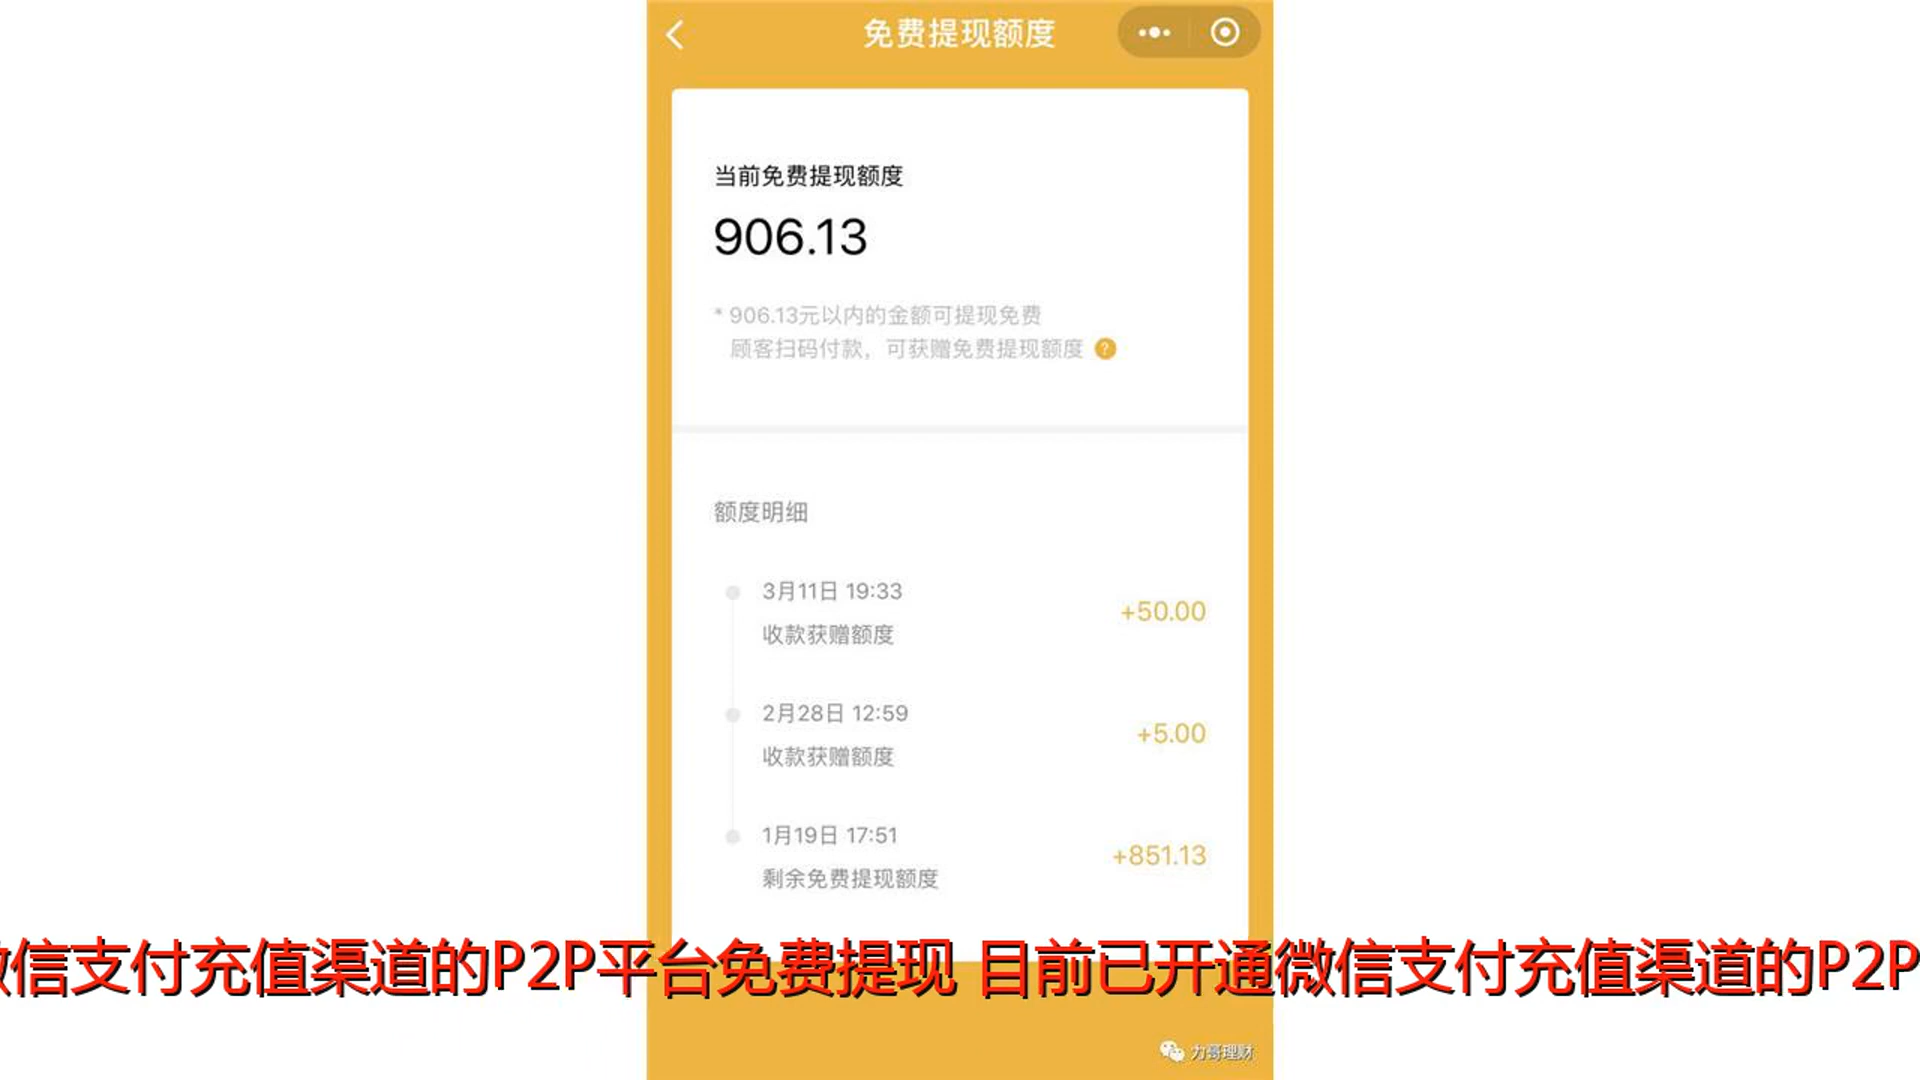 免费提现额度
当前免费提现额度
906.13
* 906.13元以内的金额可提现免费
顾客扫码付款，可获赠免费提现额度 ?
额度明细
3月11日 19:33
+50.00
收款获赠额度
2月28日 12:59
+5.00
收款获赠额度
1月19日 17:51
+851.13
剩余免费提现额度
微信支付充值渠道的P2P平台免费提现 目前已开通微信支付充值渠道的P2P
力哥理财